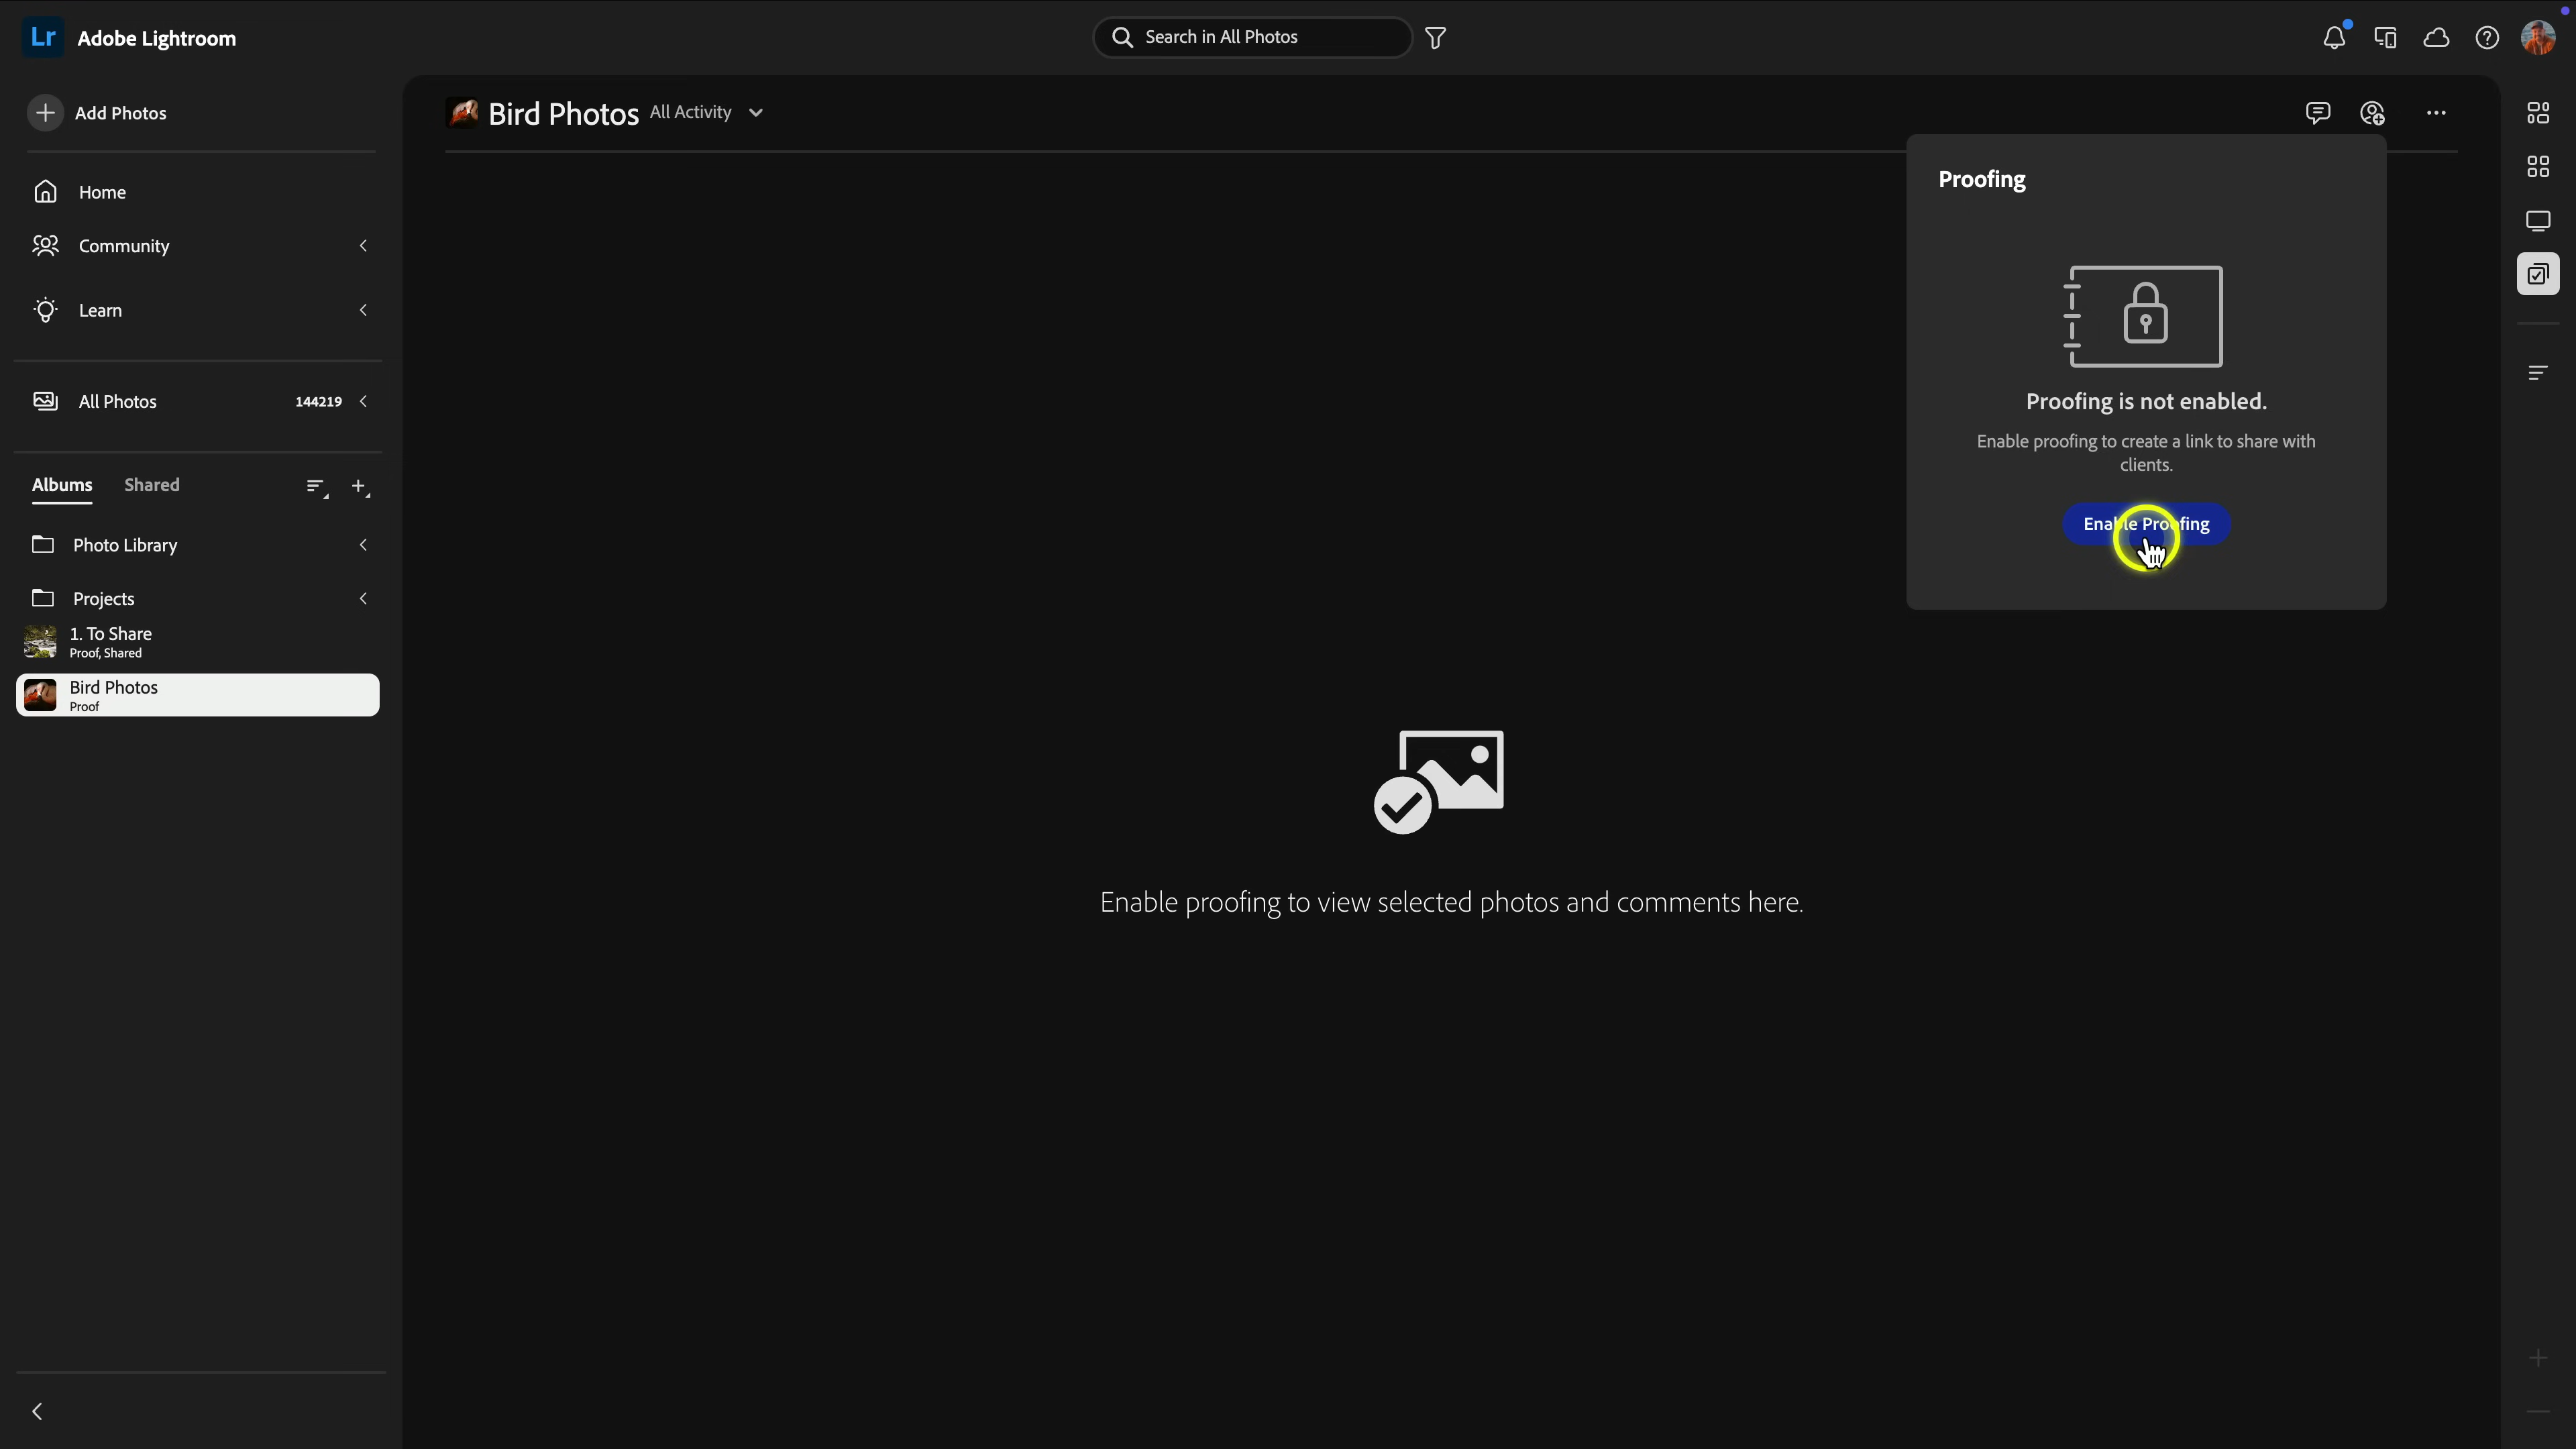 Lr Adobe Lightroom
Search in All Photos
Add Photos
Home
Community
Learn
All Photos 144219
Albums Shared
Photo Library
Projects
1. To Share
Proof, Shared
Bird Photos
Proof
Bird Photos All Activity
Proofing
Proofing is not enabled.
Enable proofing to create a link to share with
clients.
Enable Proofing
Enable proofing to view selected photos and comments here.